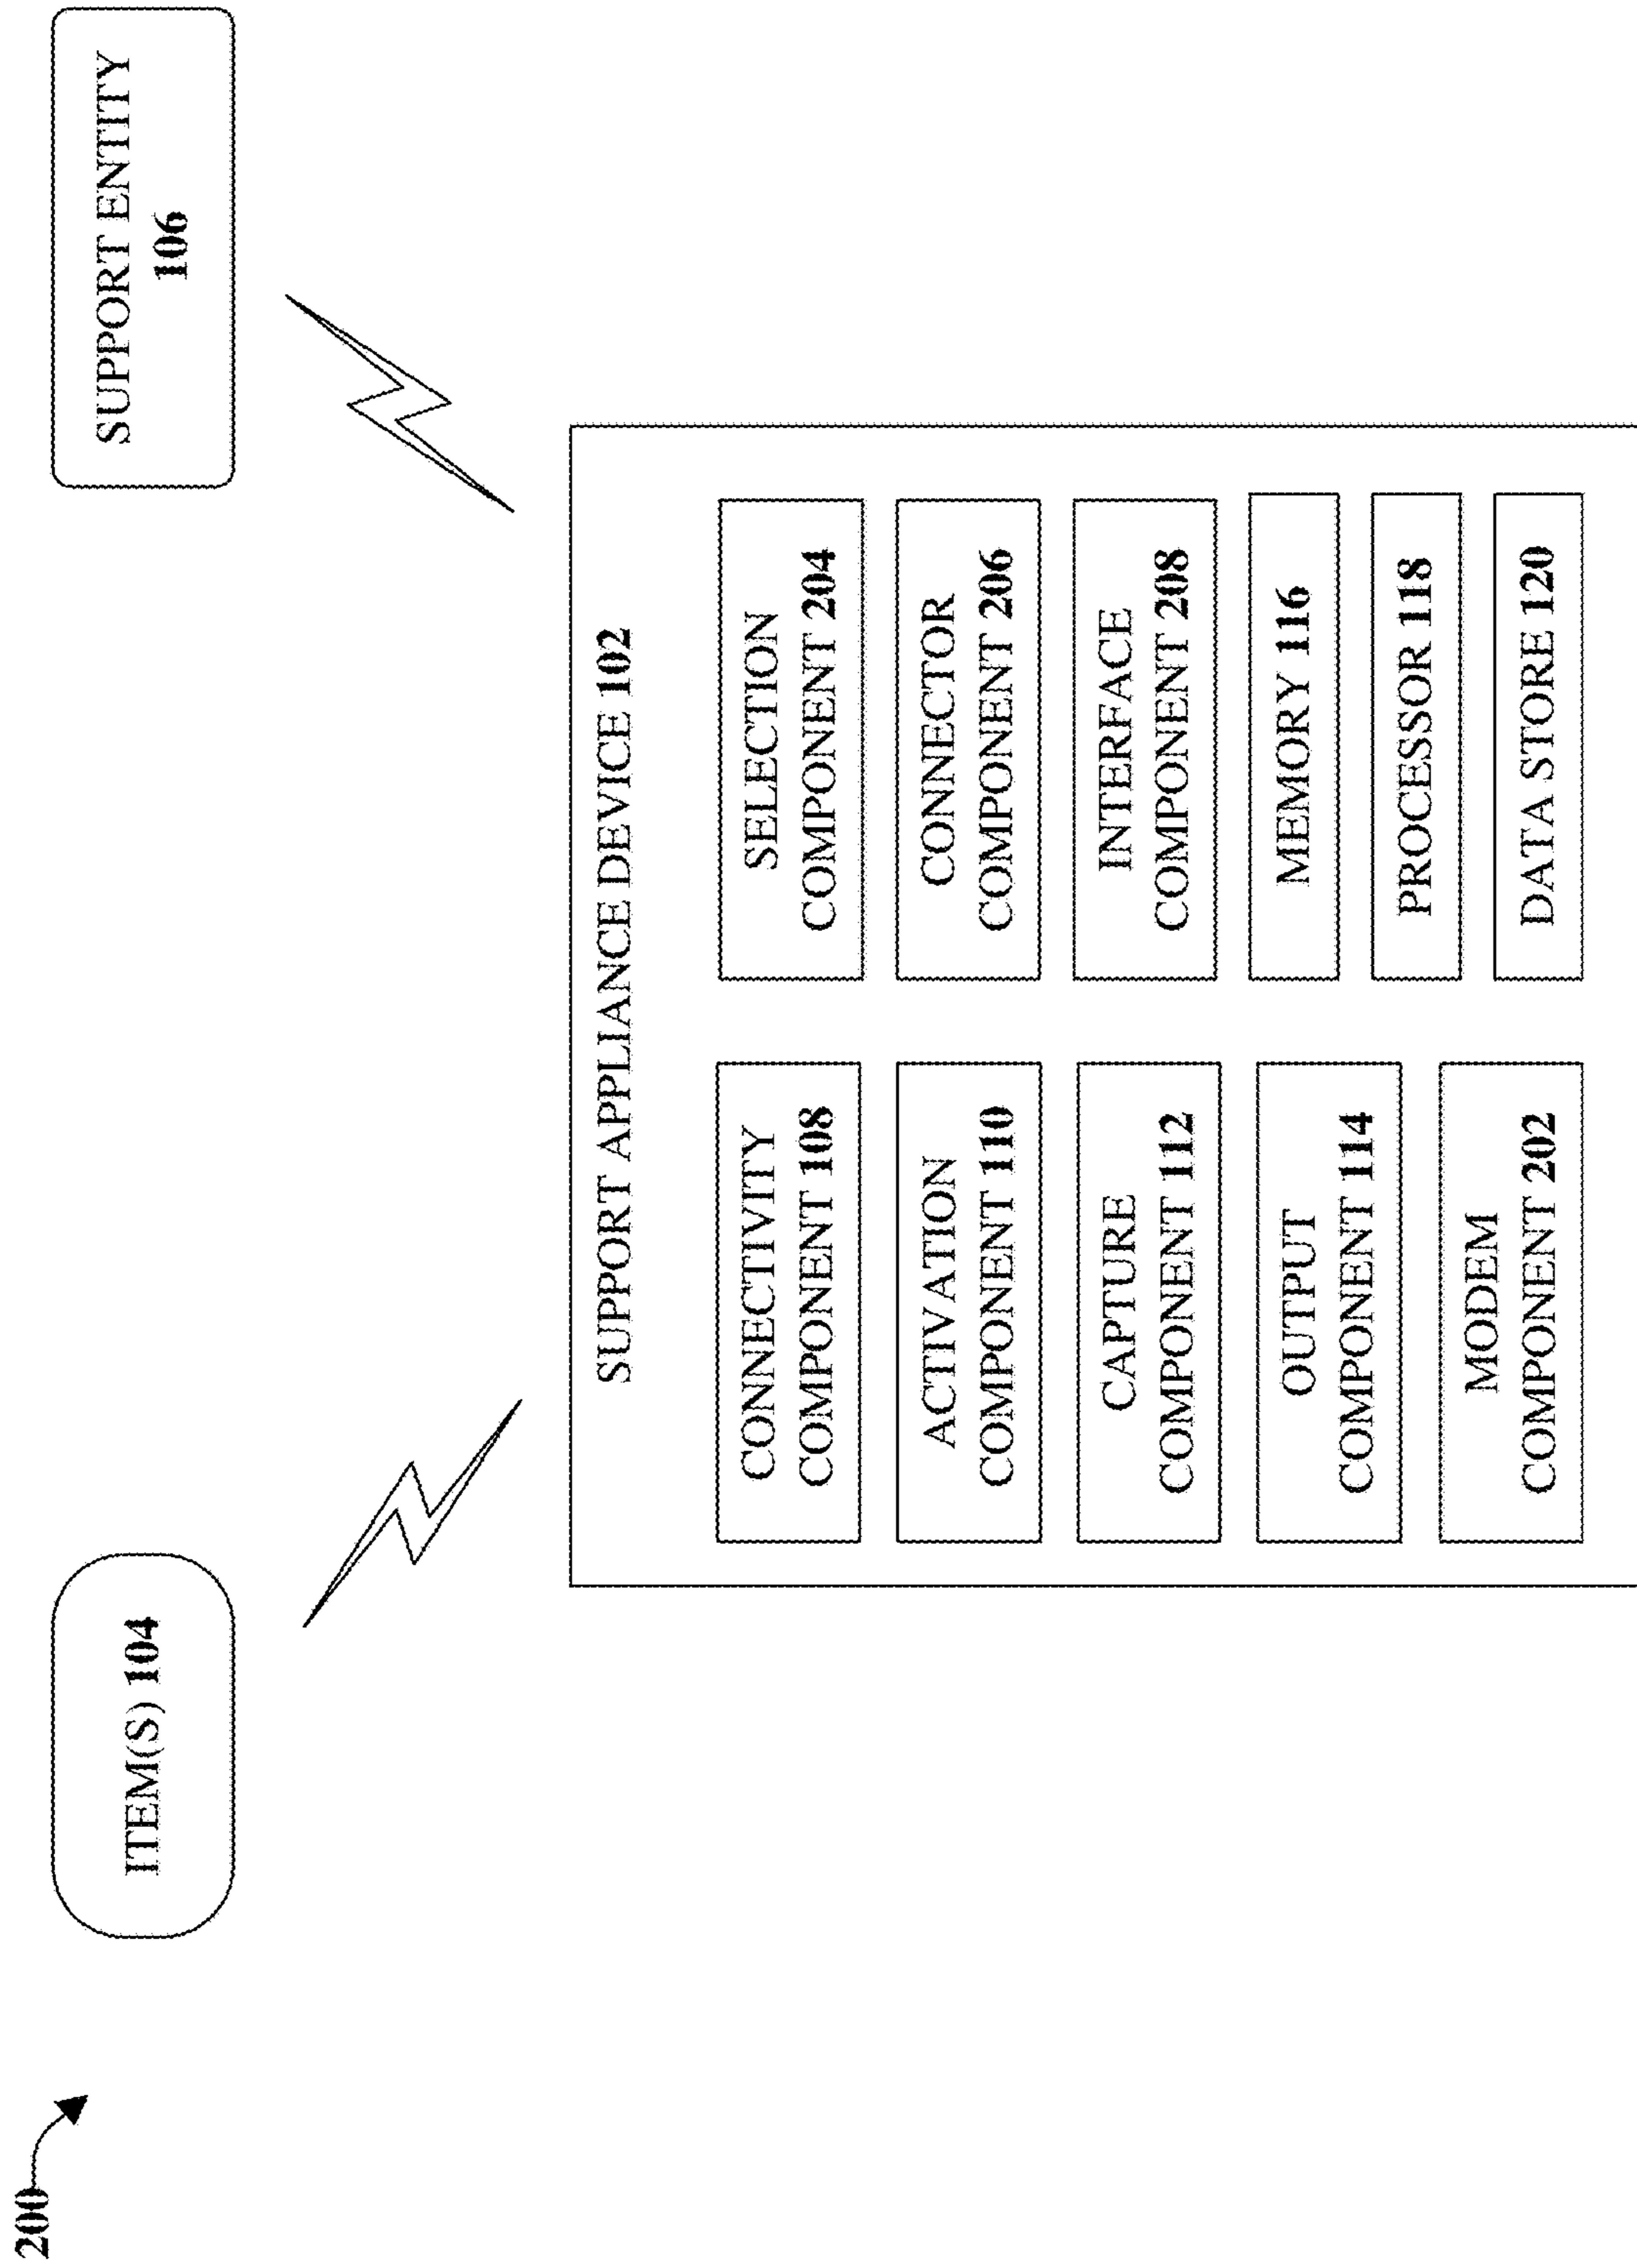 200
ITEM(S) 104
SUPPORT ENTITY
106
SUPPORT APPLIANCE DEVICE 102
CONNECTIVITY
COMPONENT 108
ACTIVATION
COMPONENT 110
CAPTURE
COMPONENT 112
OUTPUT
COMPONENT 114
MODEM
COMPONENT 202
SELECTION
COMPONENT 204
CONNECTOR
COMPONENT 206
INTERFACE
COMPONENT 208
MEMORY 116
PROCESSOR 118
DATA STORE 120